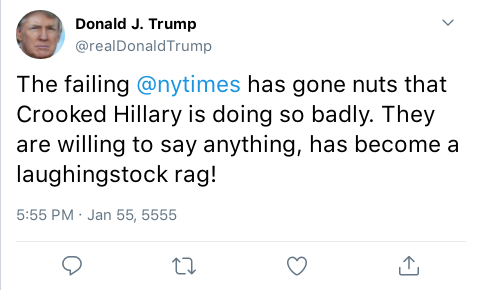 Donald J. Trump
@realDonaldTrump
The failing @nytimes has gone nuts that
Crooked Hillary is doing so badly. They
are willing to say anything, has become a
laughingstock rag!
5:55 PM · Jan 55, 5555